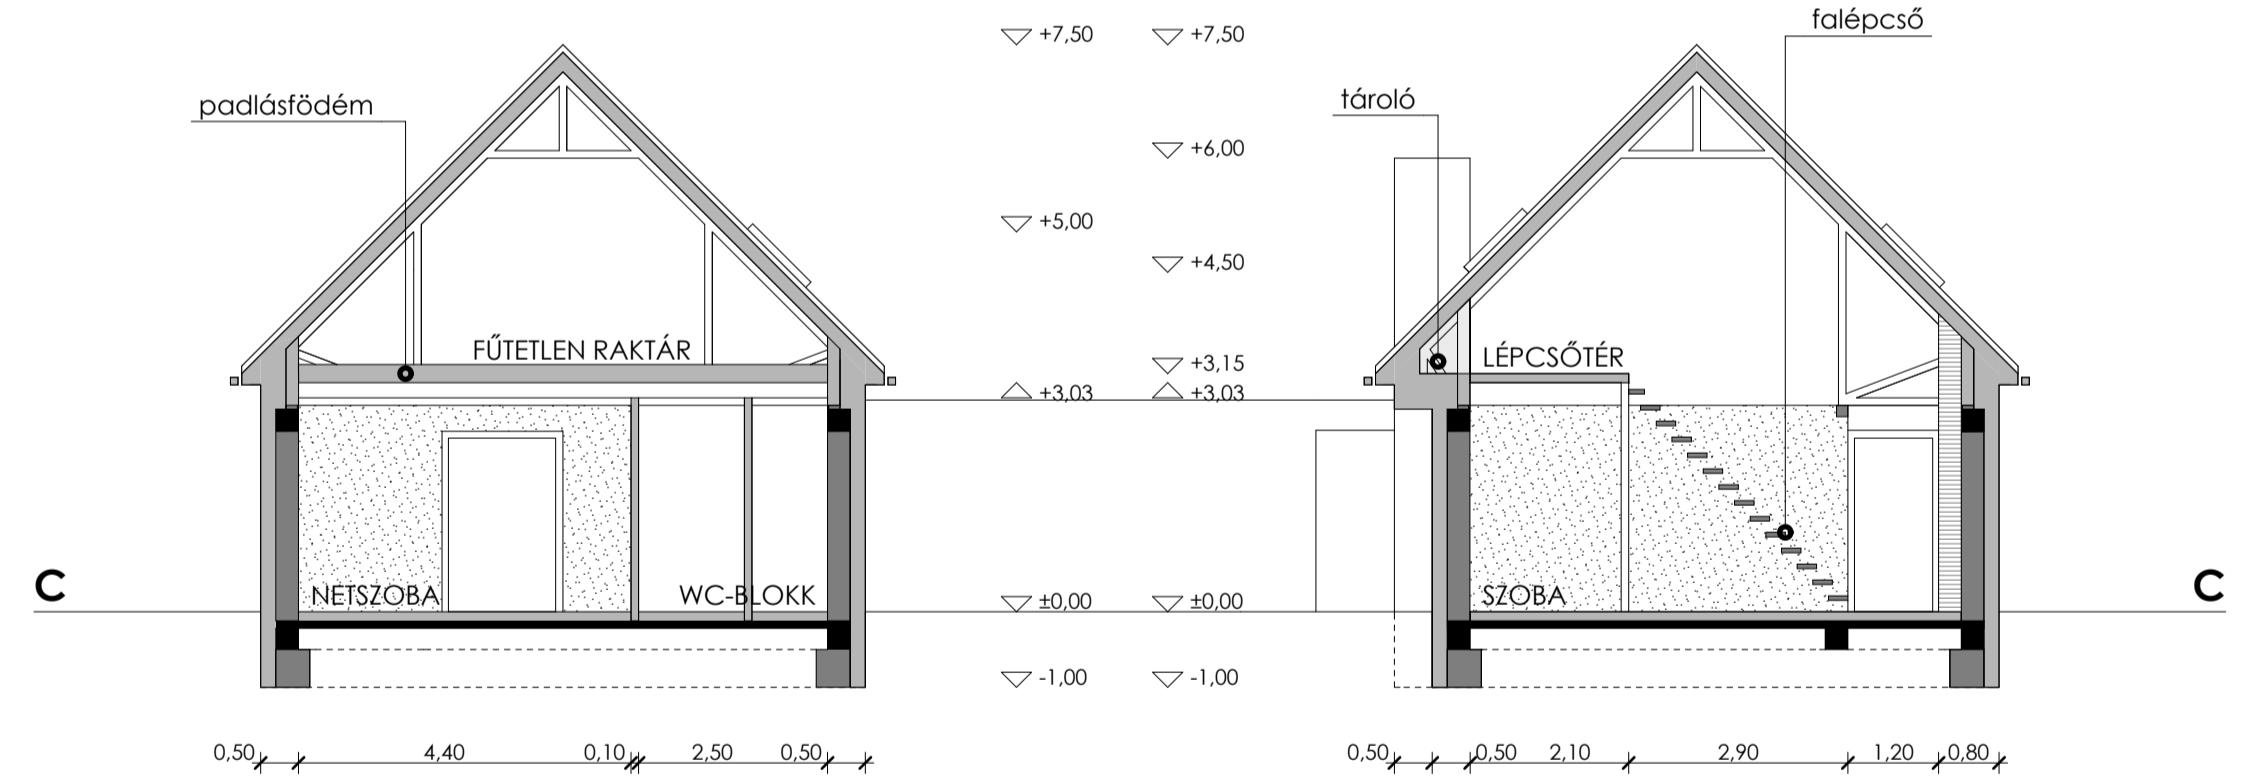 falépcső
+7,50
+7,50
padlásfödém
tároló
+6,00
+5,00
+4,50
FŰTETLEN RAKTÁR
LÉPCSŐTÉR
+3,15
+3,03
+3,03
C
NETSZOBA
WC-BLOKK
±0,00
±0,00
SZOBA
C
-1,00
-1,00
0,50 4,40 0,10 2,50 0,50
0,50 0,50 2,10 2,90 1,20 0,80